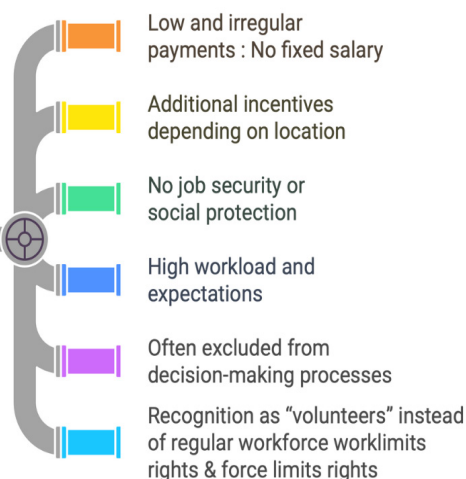 Low and irregular
payments : No fixed salary
Additional incentives
depending on location
No job security or
social protection
High workload and
expectations
Often excluded from
decision-making processes
Recognition as “volunteers” instead
of regular workforce worklimits
rights & force limits rights